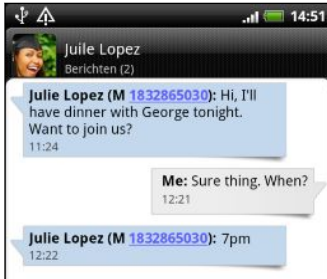 14:51
Juile Lopez
Berichten (2)
Julie Lopez (M 1832865030): Hi, I'll
have dinner with George tonight.
Want to join us?
11:24
Me: Sure thing. When?
12:21
Julie Lopez (M 1832865030): 7pm
12:22